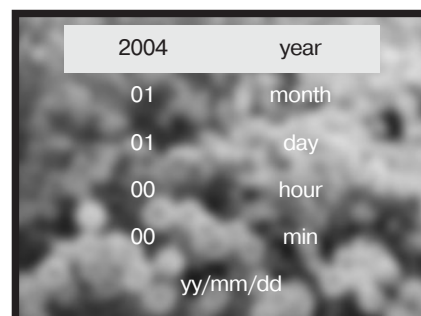 2004 year
01 month
01 day
00 hour
00 min
yy/mm/dd